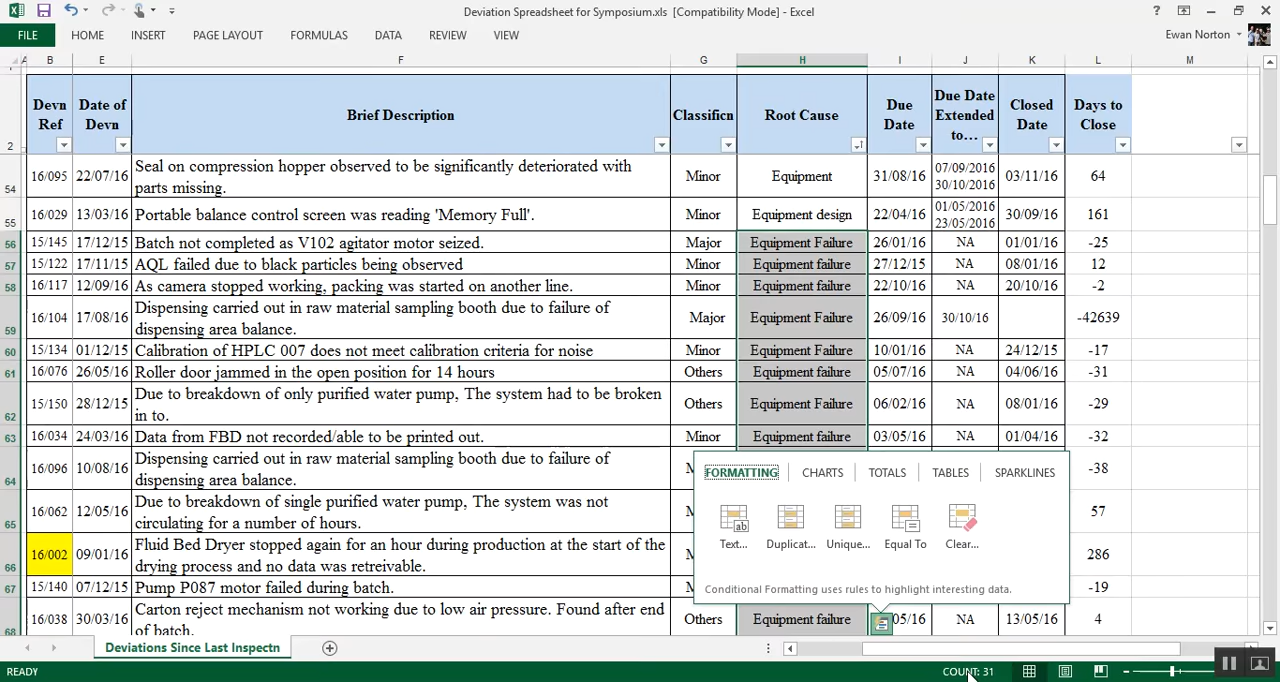 Deviation Spreadsheet for Symposium.xls [Compatibility Mode] - Excel
FILE HOME INSERT PAGE LAYOUT FORMULAS DATA REVIEW VIEW Ewan Norton
A B E F G H I J K L M
2 Devn Ref Date of Devn Brief Description Classificn Root Cause Due Date Due Date Extended to… Closed Date Days to Close
54 16/095 22/07/16 Seal on compression hopper observed to be significantly deteriorated with parts missing. Minor Equipment 31/08/16 07/09/2016 30/10/2016 03/11/16 64
55 16/029 13/03/16 Portable balance control screen was reading 'Memory Full'. Minor Equipment design 22/04/16 01/05/2016 23/05/2016 30/09/16 161
56 15/145 17/12/15 Batch not completed as V102 agitator motor seized. Major Equipment Failure 26/01/16 NA 01/01/16 -25
57 15/122 17/11/15 AQL failed due to black particles being observed Minor Equipment failure 27/12/15 NA 08/01/16 12
58 16/117 12/09/16 As camera stopped working, packing was started on another line. Minor Equipment failure 22/10/16 NA 20/10/16 -2
59 16/104 17/08/16 Dispensing carried out in raw material sampling booth due to failure of dispensing area balance. Major Equipment Failure 26/09/16 30/10/16 -42639
60 15/134 01/12/15 Calibration of HPLC 007 does not meet calibration criteria for noise Minor Equipment Failure 10/01/16 NA 24/12/15 -17
61 16/076 26/05/16 Roller door jammed in the open position for 14 hours Others Equipment failure 05/07/16 NA 04/06/16 -31
62 15/150 28/12/15 Due to breakdown of only purified water pump, The system had to be broken in to. Others Equipment Failure 06/02/16 NA 08/01/16 -29
63 16/034 24/03/16 Data from FBD not recorded/able to be printed out. Minor Equipment failure 03/05/16 NA 01/04/16 -32
64 16/096 10/08/16 Dispensing carried out in raw material sampling booth due to failure of dispensing area balance. -38
65 16/062 12/05/16 Due to breakdown of single purified water pump, The system was not circulating for a number of hours. 57
66 16/002 09/01/16 Fluid Bed Dryer stopped again for an hour during production at the start of the drying process and no data was retreivable. 286
67 15/140 07/12/15 Pump P087 motor failed during batch. -19
68 16/038 30/03/16 Carton reject mechanism not working due to low air pressure. Found after end of batch. Others Equipment failure 05/16 NA 13/05/16 4
FORMATTING CHARTS TOTALS TABLES SPARKLINES
Text... Duplicat... Unique... Equal To Clear...
Conditional Formatting uses rules to highlight interesting data.
Deviations Since Last Inspectn
READY COUNT: 31